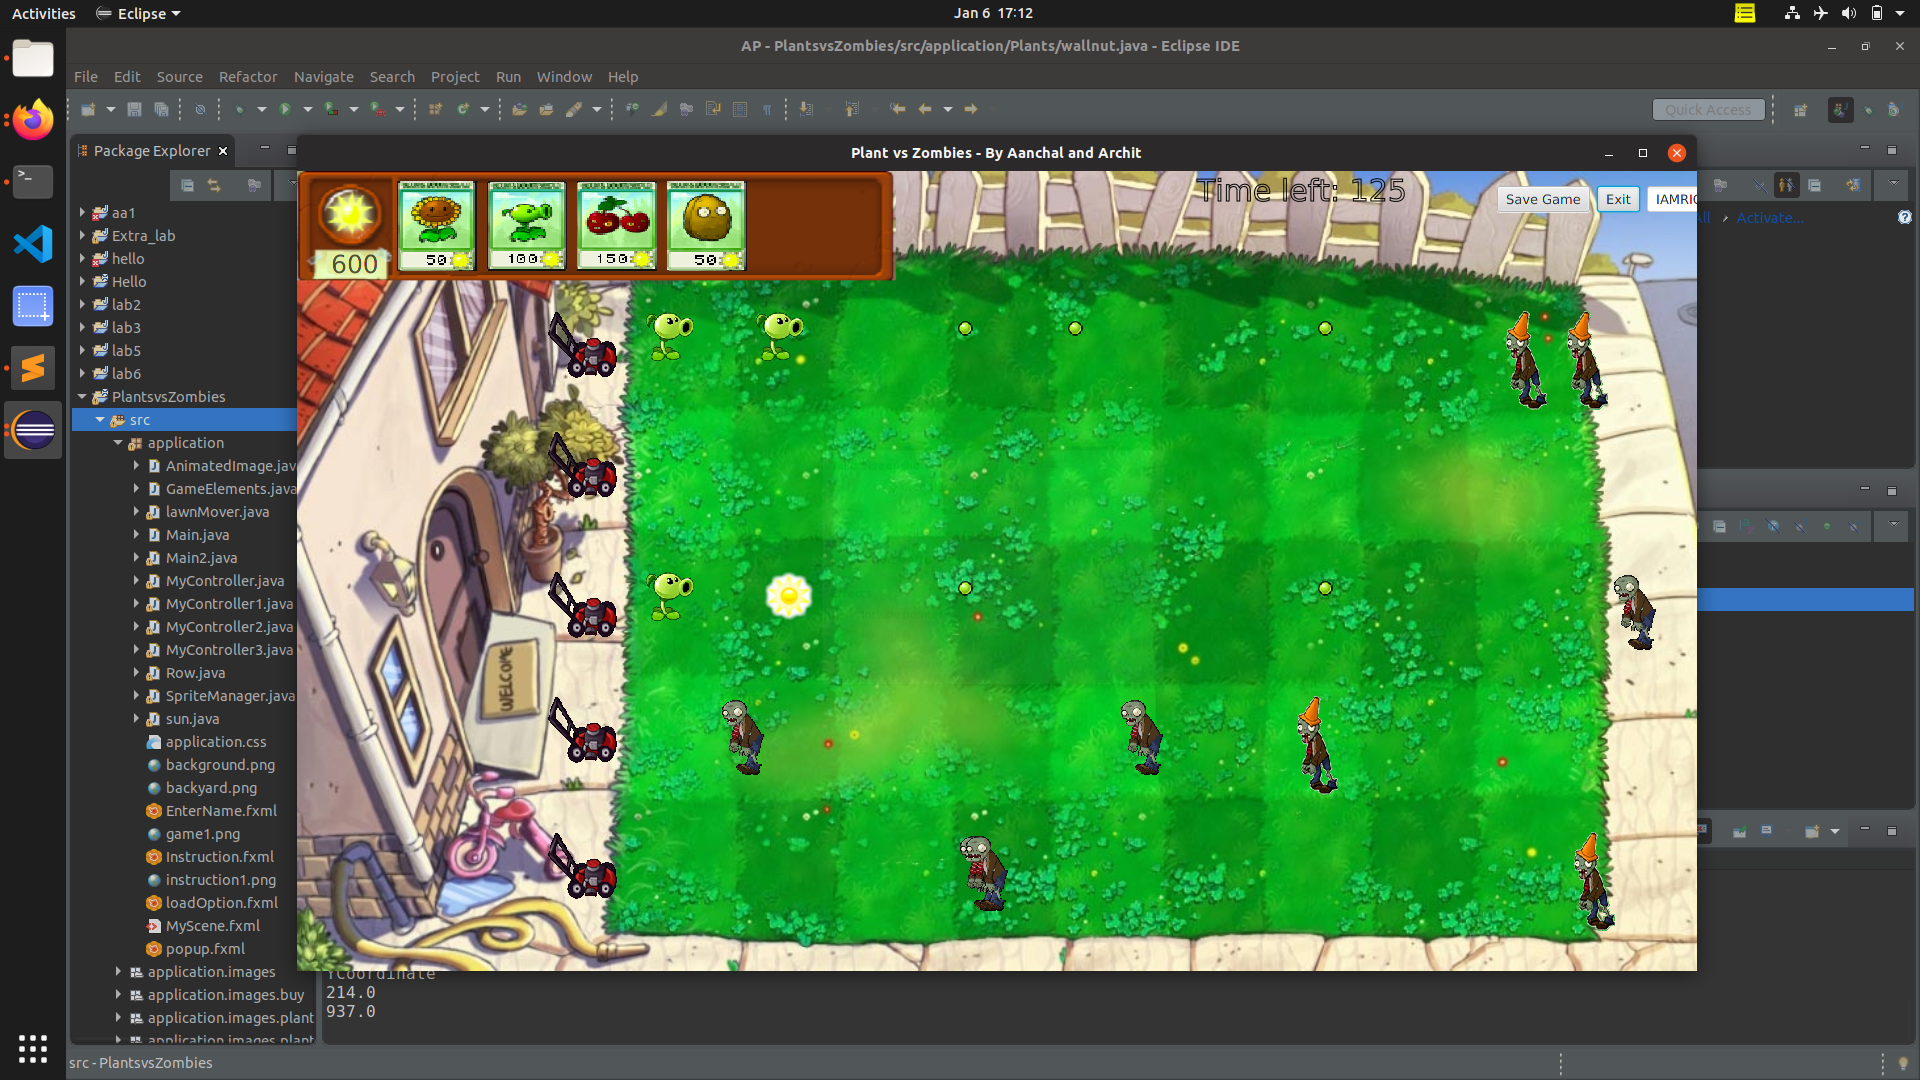 Activities
Eclipse
Jan 6 17:12
AP - PlantsvsZombies/src/application/Plants/wallnut.java - Eclipse IDE
File Edit Source Refactor Navigate Search Project Run Window Help
Quick Access
Package Explorer
aa1
Extra_lab
hello
Hello
lab2
lab3
lab5
lab6
PlantsvsZombies
src
application
AnimatedImage.jav
GameElements.java
lawnMover.java
Main.java
Main2.java
MyController.java
MyController1.java
MyController2.java
MyController3.java
Row.java
SpriteManager.java
sun.java
application.css
background.png
backyard.png
EnterName.fxml
game1.png
Instruction.fxml
instruction1.png
loadOption.fxml
MyScene.fxml
popup.fxml
application.images
application.images.buy
application.images.plant
application.images.plant
Plant vs Zombies - By Aanchal and Archit
600
50
100
150
50
Time left: 125
Save Game
Exit
IAMRIC
All
Activate...
WELCOME
YCoordinate
214.0
937.0
src - PlantsvsZombies